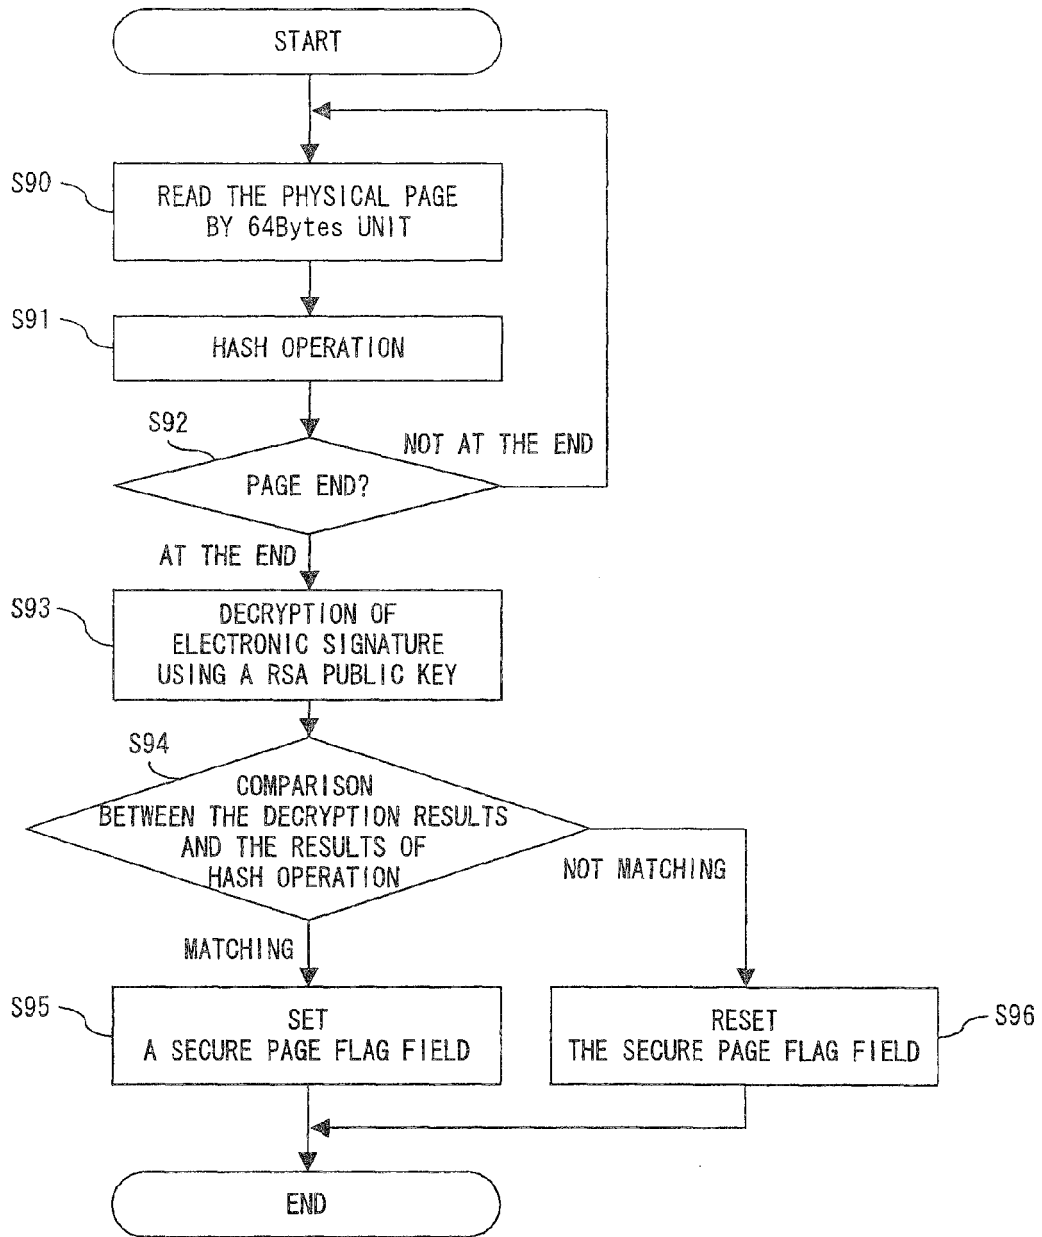 START
S90
READ THE PHYSICAL PAGE
BY 64Bytes UNIT
S91
HASH OPERATION
S92
NOT AT THE END
PAGE END?
AT THE END
S93
DECRYPTION OF
ELECTRONIC SIGNATURE
USING A RSA PUBLIC KEY
S94
COMPARISON
BETWEEN THE DECRYPTION RESULTS
AND THE RESULTS OF
HASH OPERATION
NOT MATCHING
MATCHING
S95
SET
A SECURE PAGE FLAG FIELD
RESET
THE SECURE PAGE FLAG FIELD
S96
END